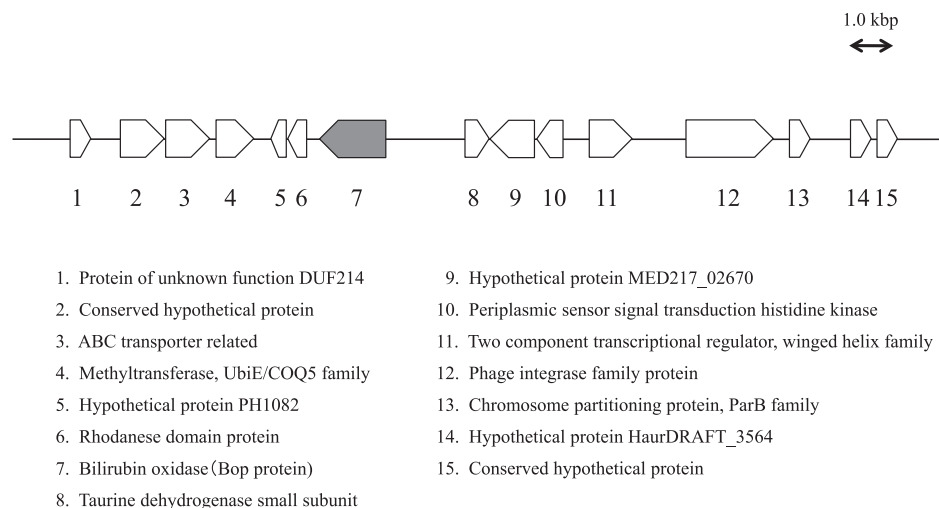 1.0 kbp
1 2 3 4 5 6 7 8 9 10 11 12 13 14 15
1. Protein of unknown function DUF214
2. Conserved hypothetical protein
3. ABC transporter related
4. Methyltransferase, UbiE/COQ5 family
5. Hypothetical protein PH1082
6. Rhodanese domain protein
7. Bilirubin oxidase（Bop protein)
8. Taurine dehydrogenase small subunit
9. Hypothetical protein MED217_02670
10. Periplasmic sensor signal transduction histidine kinase
11. Two component transcriptional regulator, winged helix family
12. Phage integrase family protein
13. Chromosome partitioning protein, ParB family
14. Hypothetical protein HaurDRAFT_3564
15. Conserved hypothetical protein